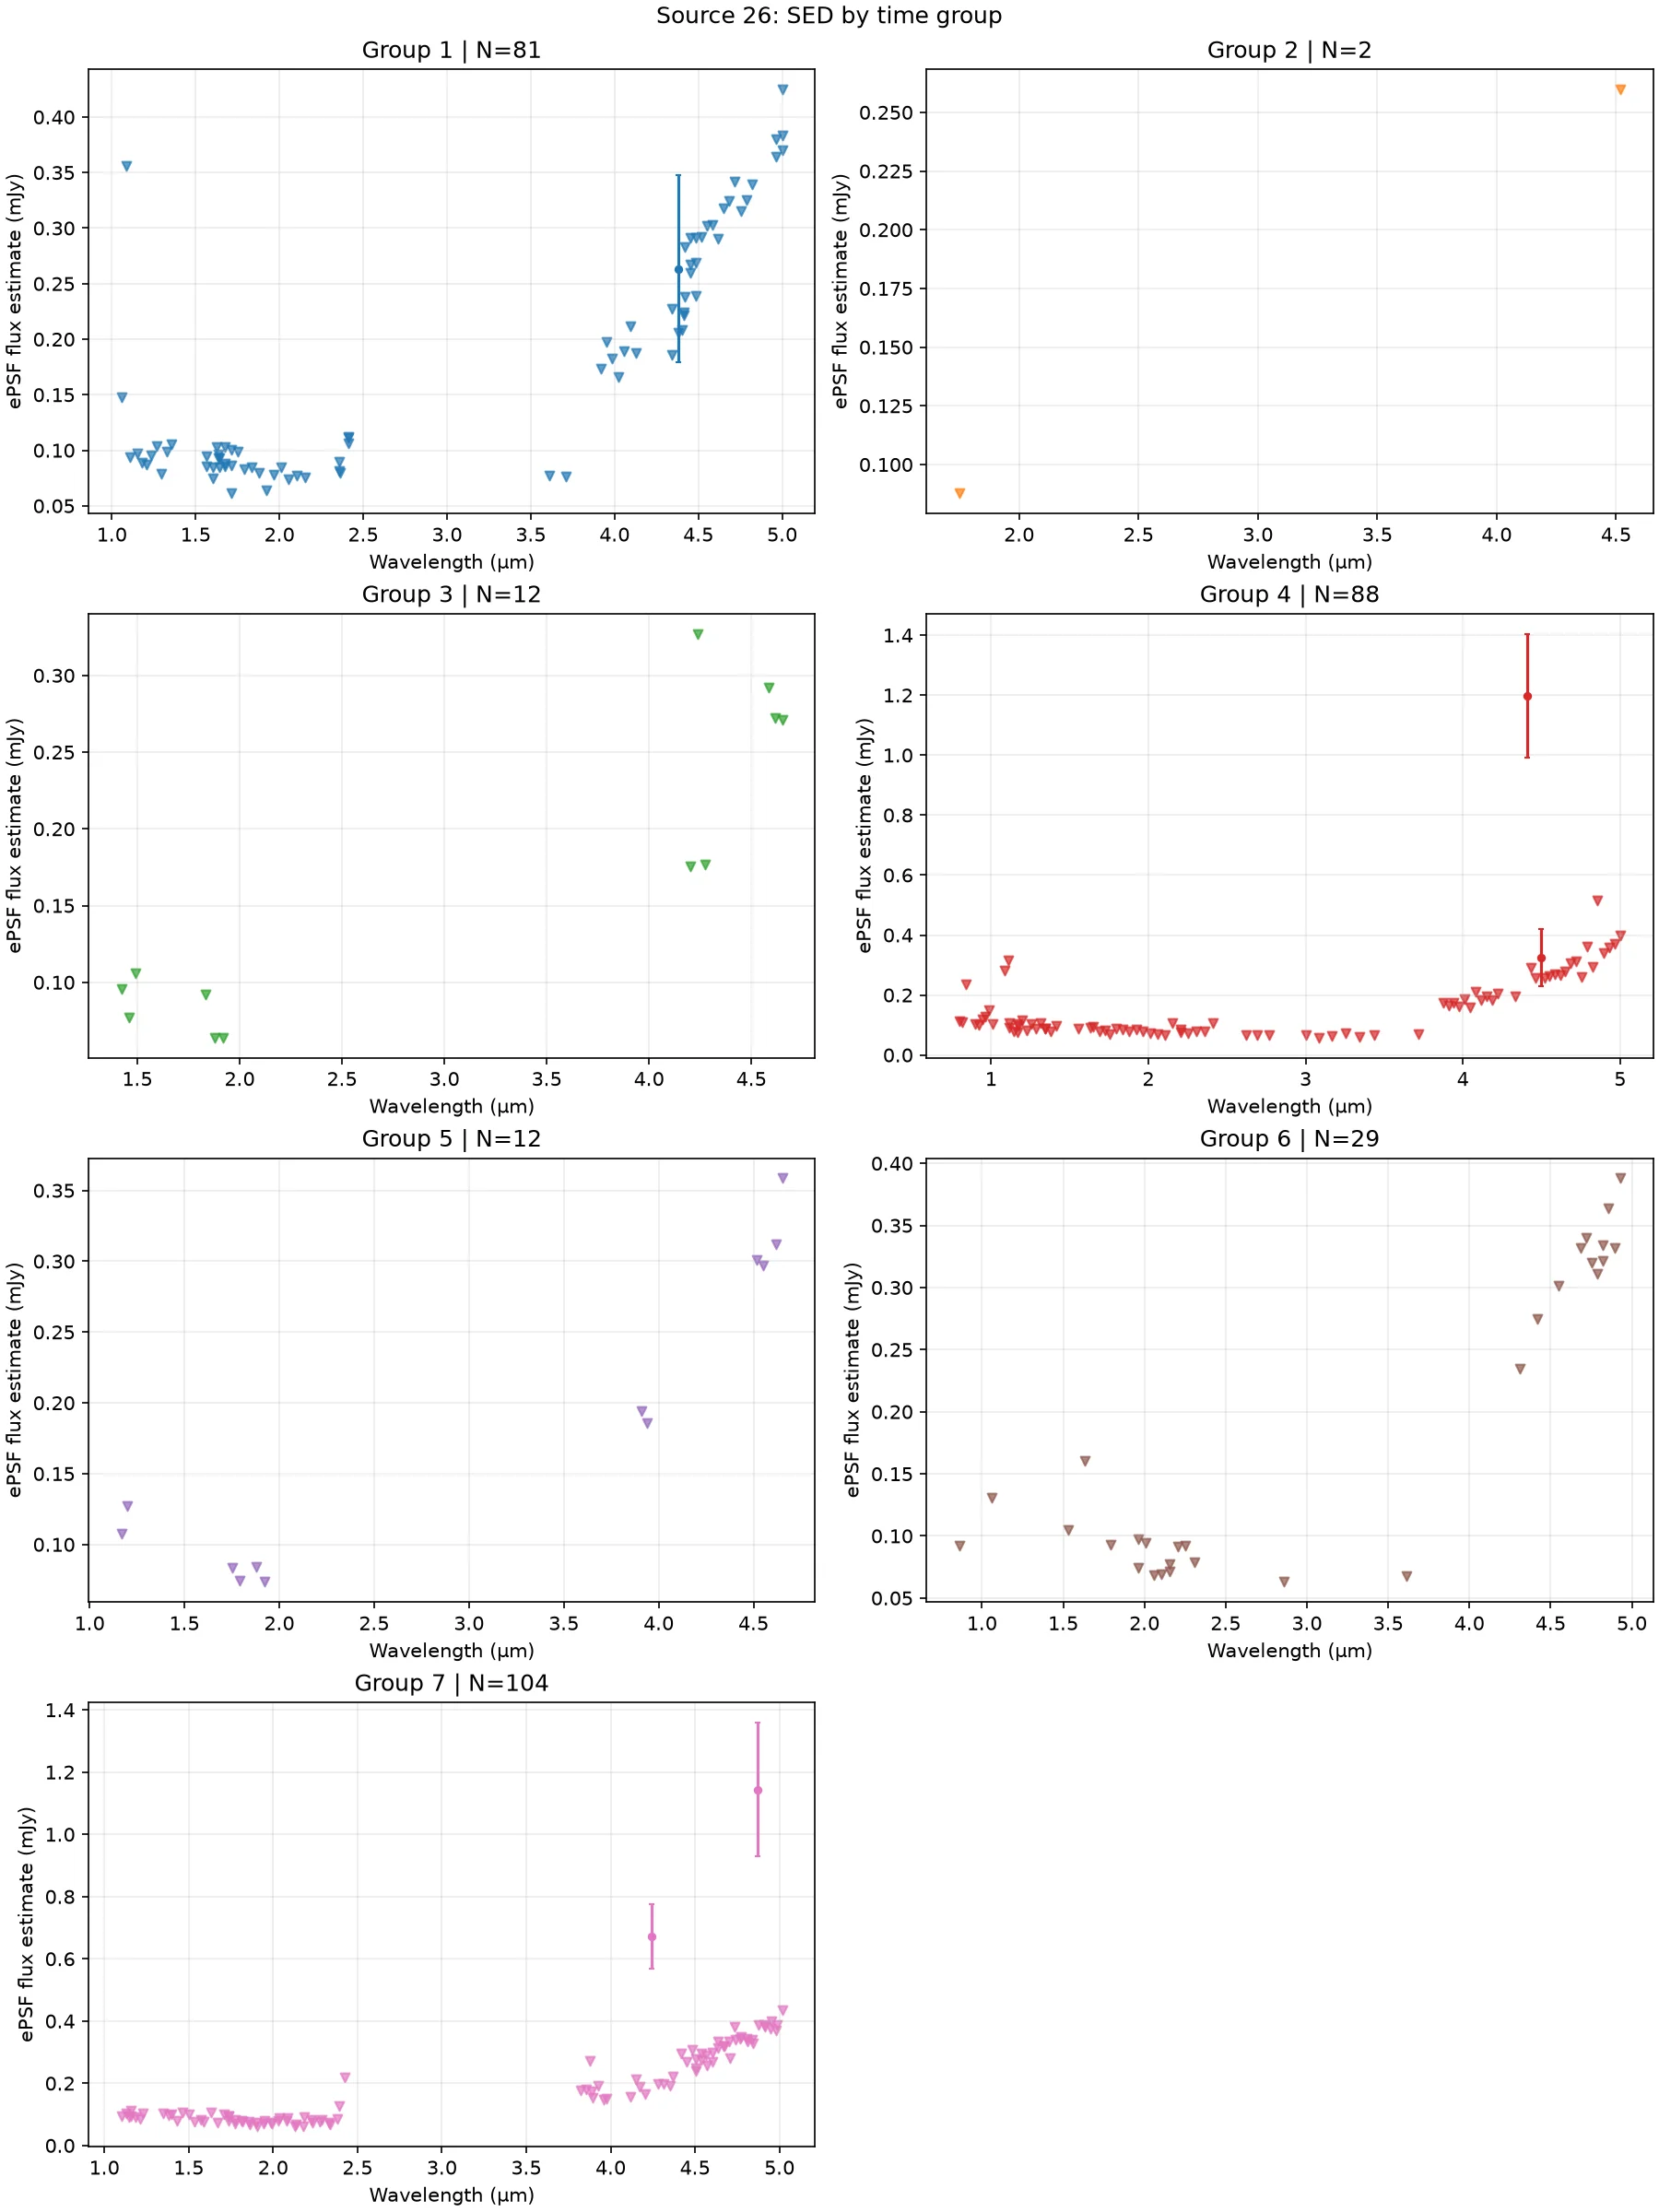 Source 26: SED by time group
Group 1 | N=81
ePSF flux estimate (mJy)
0.40
0.35
0.30
0.25
0.20
0.15
0.10
0.05
1.0 1.5 2.0 2.5 3.0 3.5 4.0 4.5 5.0
Wavelength (µm)
Group 2 | N=2
ePSF flux estimate (mJy)
0.250
0.225
0.200
0.175
0.150
0.125
0.100
2.0 2.5 3.0 3.5 4.0 4.5
Wavelength (µm)
Group 3 | N=12
ePSF flux estimate (mJy)
0.30
0.25
0.20
0.15
0.10
1.5 2.0 2.5 3.0 3.5 4.0 4.5
Wavelength (µm)
Group 4 | N=88
ePSF flux estimate (mJy)
1.4
1.2
1.0
0.8
0.6
0.4
0.2
0.0
1 2 3 4 5
Wavelength (µm)
Group 5 | N=12
ePSF flux estimate (mJy)
0.35
0.30
0.25
0.20
0.15
0.10
1.0 1.5 2.0 2.5 3.0 3.5 4.0 4.5
Wavelength (µm)
Group 6 | N=29
ePSF flux estimate (mJy)
0.40
0.35
0.30
0.25
0.20
0.15
0.10
0.05
1.0 1.5 2.0 2.5 3.0 3.5 4.0 4.5 5.0
Wavelength (µm)
Group 7 | N=104
ePSF flux estimate (mJy)
1.4
1.2
1.0
0.8
0.6
0.4
0.2
0.0
1.0 1.5 2.0 2.5 3.0 3.5 4.0 4.5 5.0
Wavelength (µm)